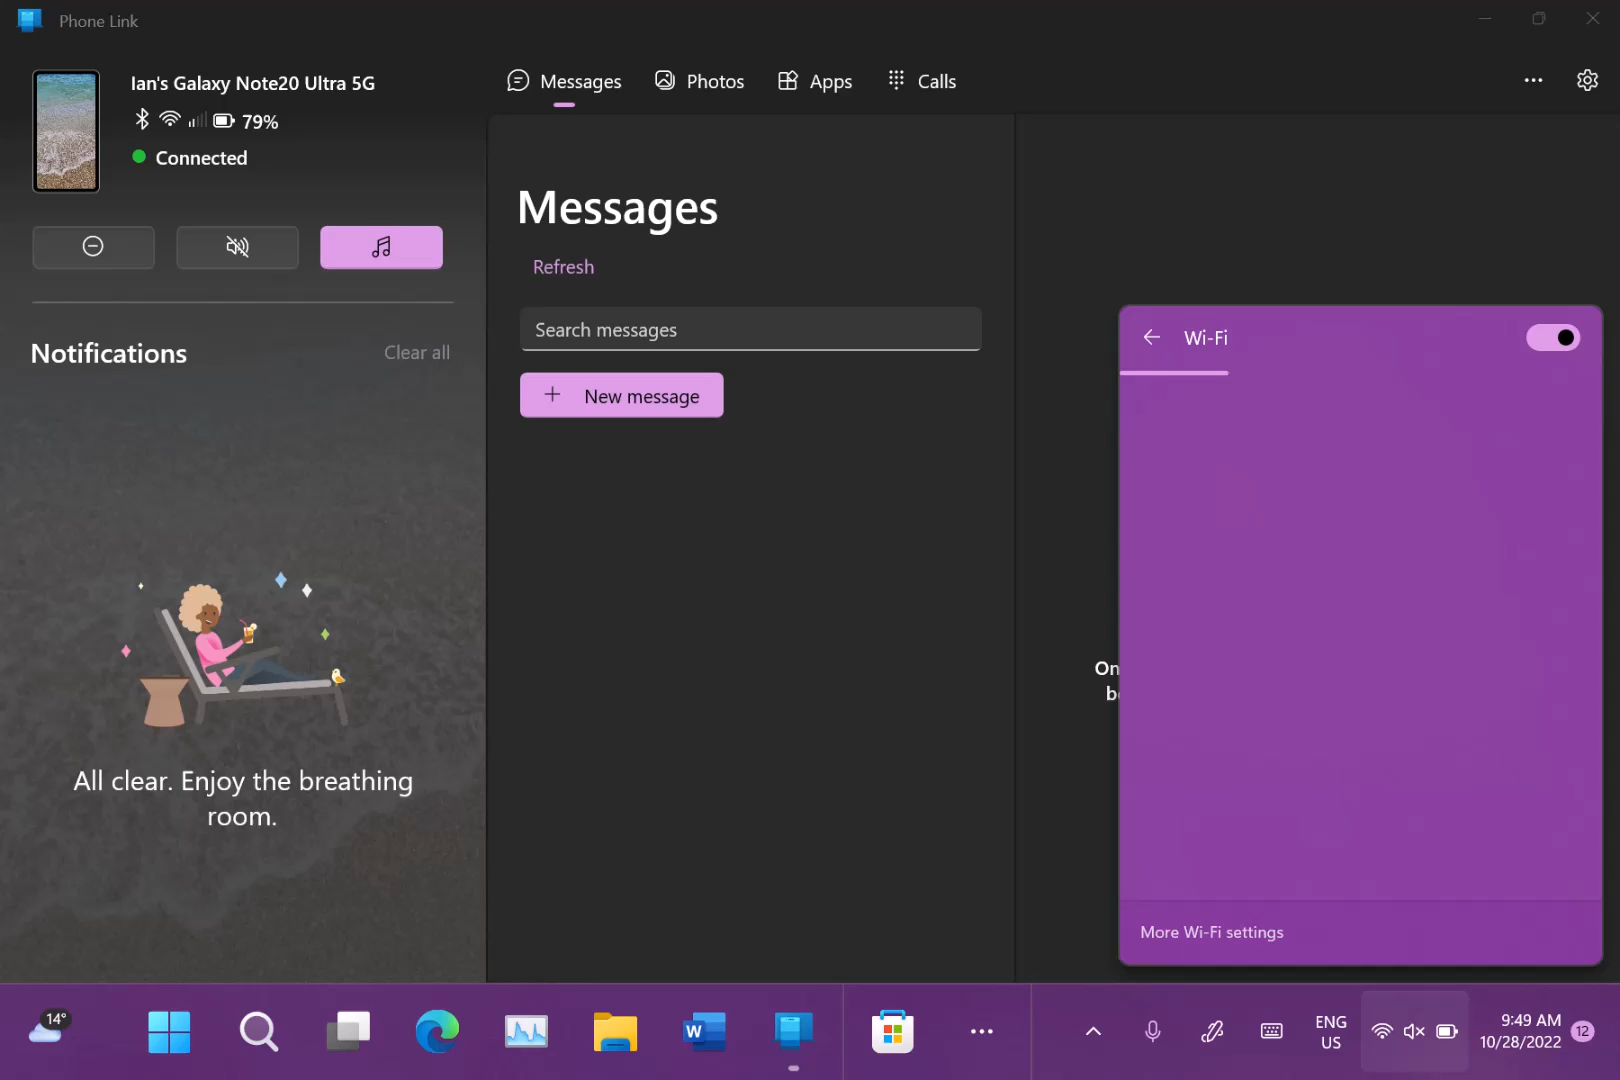 Phone Link
Ian's Galaxy Note20 Ultra 5G
79%
Connected
Notifications
Clear all
All clear. Enjoy the breathing
room.
Messages
Photos
Apps
Calls
Messages
Refresh
Search messages
New message
On
be
Wi-Fi
More Wi-Fi settings
14°
W
ENG
US
9:49 AM
10/28/2022
12